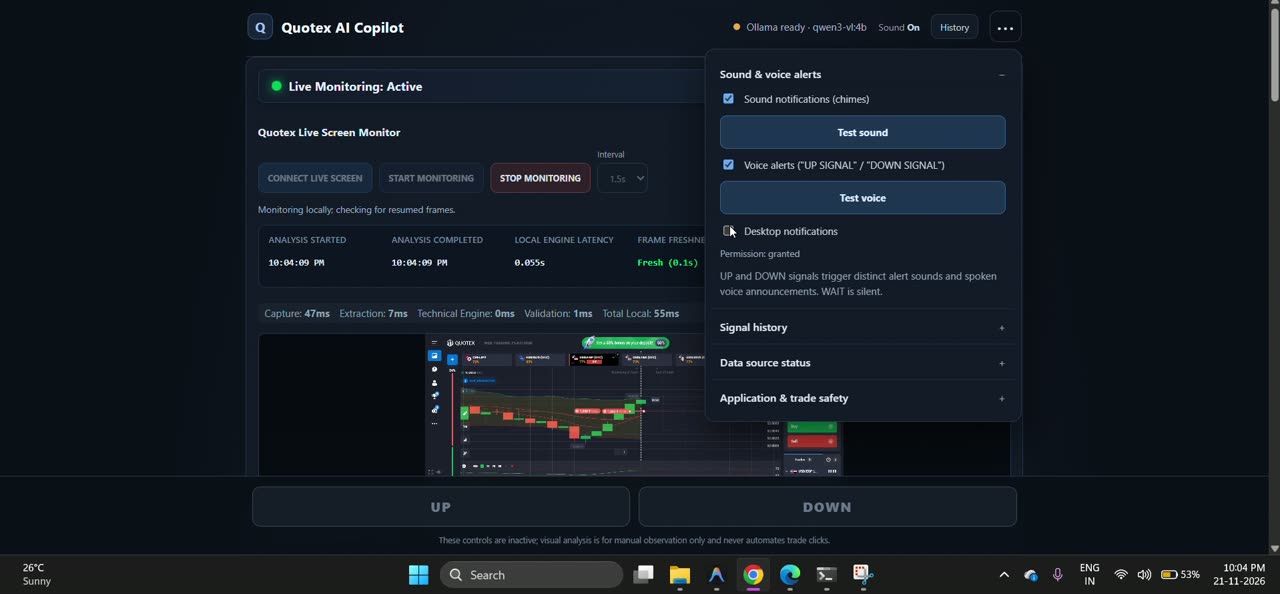 Q Quotex AI Copilot
Ollama ready · qwen3-vl:4b Sound On History ...
Live Monitoring: Active
Quotex Live Screen Monitor
Interval
CONNECT LIVE SCREEN START MONITORING STOP MONITORING 1.5s
Monitoring locally; checking for resumed frames.
ANALYSIS STARTED ANALYSIS COMPLETED LOCAL ENGINE LATENCY FRAME FRESHNE
10:04:09 PM 10:04:09 PM 0.055s Fresh (0.1s)
Capture: 47ms Extraction: 7ms Technical Engine: 0ms Validation: 1ms Total Local: 55ms
QUOTEX WEB TRADING PLATFORM
Buy
Sell
Sound & voice alerts −
Sound notifications (chimes)
Test sound
Voice alerts ("UP SIGNAL" / "DOWN SIGNAL")
Test voice
Desktop notifications
Permission: granted
UP and DOWN signals trigger distinct alert sounds and spoken
voice announcements. WAIT is silent.
Signal history +
Data source status +
Application & trade safety +
UP DOWN
These controls are inactive; visual analysis is for manual observation only and never automates trade clicks.
26°C
Sunny
Search
ENG
IN
53%
10:04 PM
21-11-2026